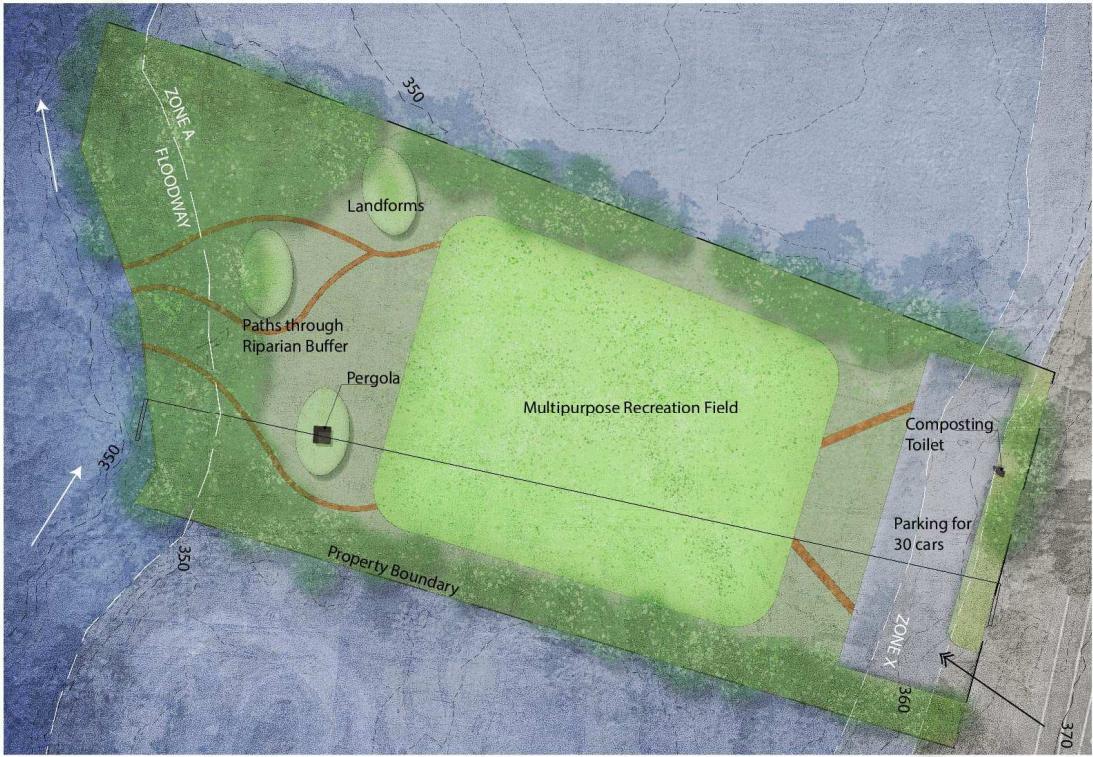 350
ZONE A
FLOODWAY
Landforms
Paths through
Riparian Buffer
Pergola
Multipurpose Recreation Field
Composting
Toilet
350
Parking for
30 cars
350
Property Boundary
ZONE X
360
370